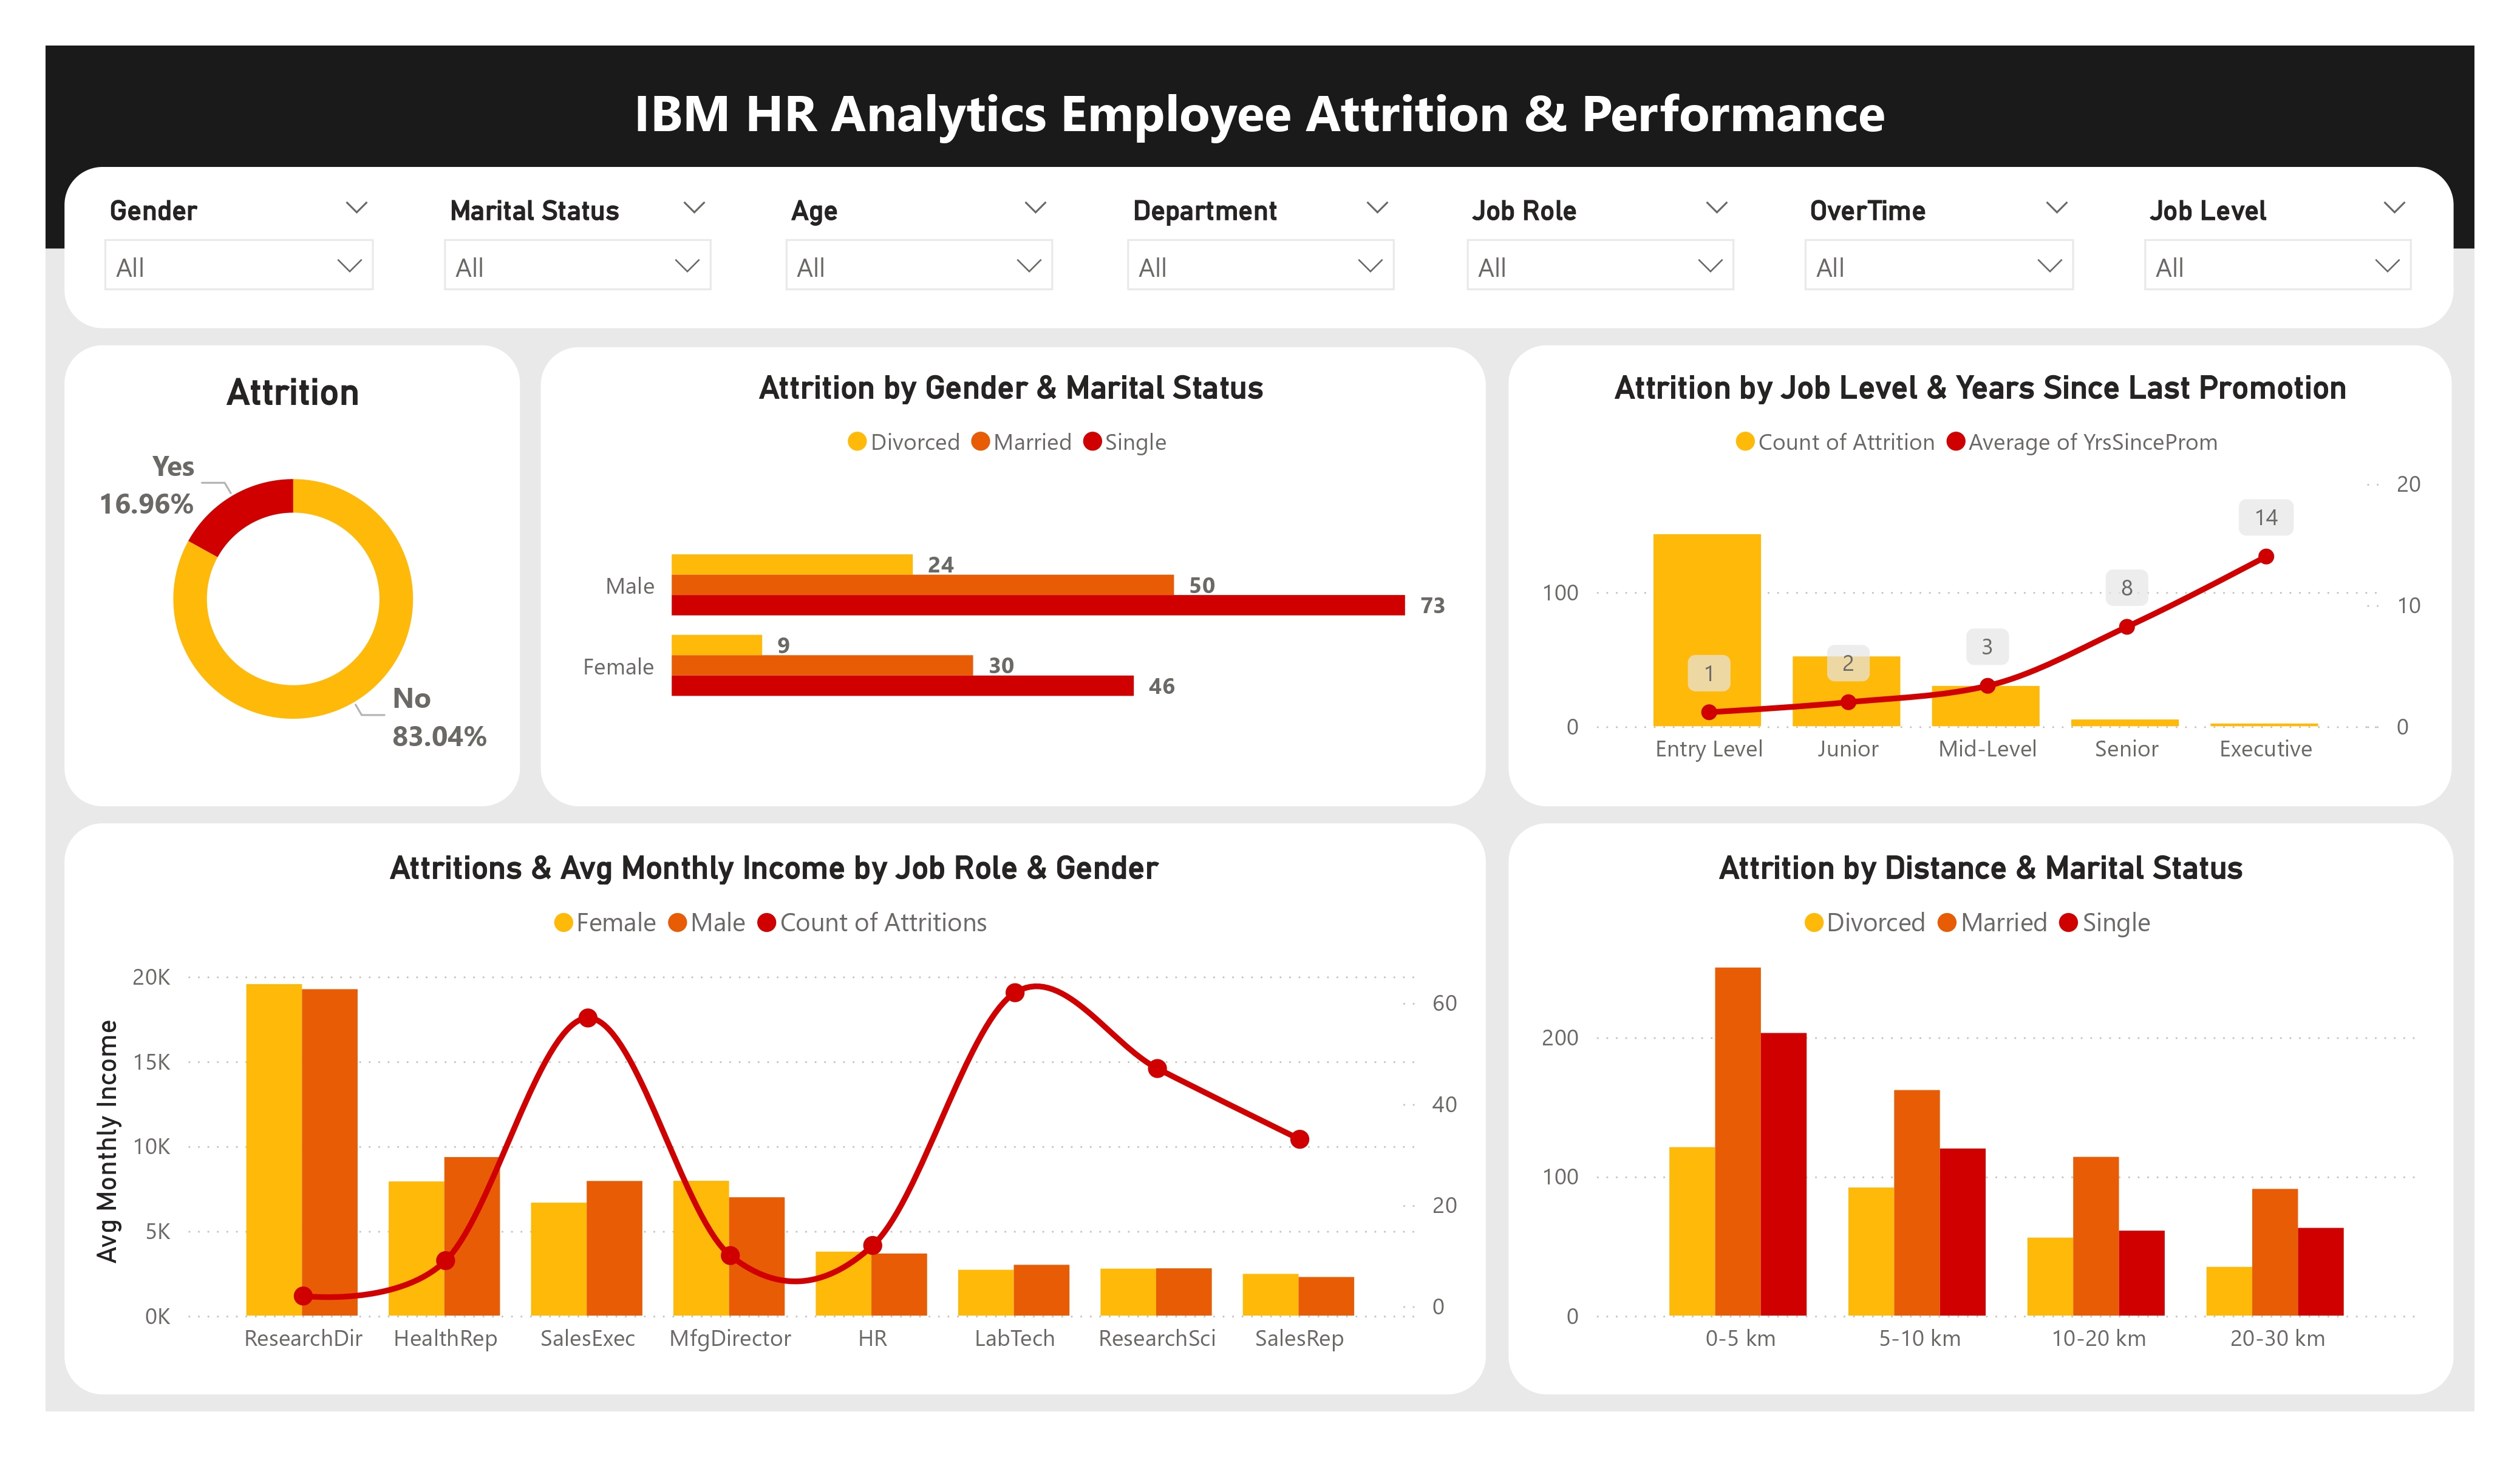 IBM HR Analytics Employee Attrition & Performance
Gender
Marital Status
Age
Department
Job Role
OverTime
Job Level
All
All
All
All
All
All
All
Attrition
Yes
16.96%
No
83.04%
Attrition by Gender & Marital Status
Divorced Married Single
Male
24
50
73
Female
9
30
46
Attrition by Job Level & Years Since Last Promotion
Count of Attrition Average of YrsSinceProm
100
0
20
10
0
1
2
3
8
14
Entry Level Junior Mid-Level Senior Executive
Attritions & Avg Monthly Income by Job Role & Gender
Female Male Count of Attritions
Avg Monthly Income
20K
15K
10K
5K
0K
60
40
20
0
ResearchDir HealthRep SalesExec MfgDirector HR LabTech ResearchSci SalesRep
Attrition by Distance & Marital Status
Divorced Married Single
200
100
0
0-5 km 5-10 km 10-20 km 20-30 km